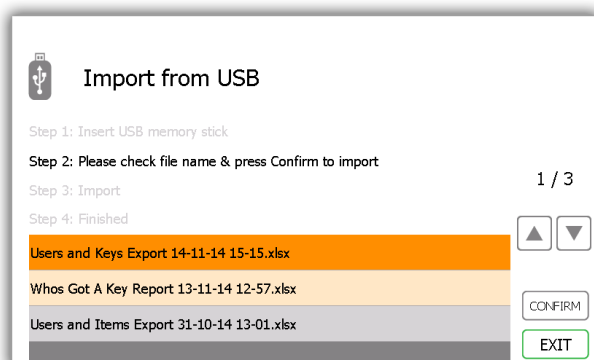 Import from USB
Step 1: Insert USB memory stick
Step 2: Please check file name & press Confirm to import
Step 3: Import
Step 4: Finished
1 / 3
Users and Keys Export 14-11-14 15-15.xlsx
Whos Got A Key Report 13-11-14 12-57.xlsx
Users and Items Export 31-10-14 13-01.xlsx
CONFIRM
EXIT